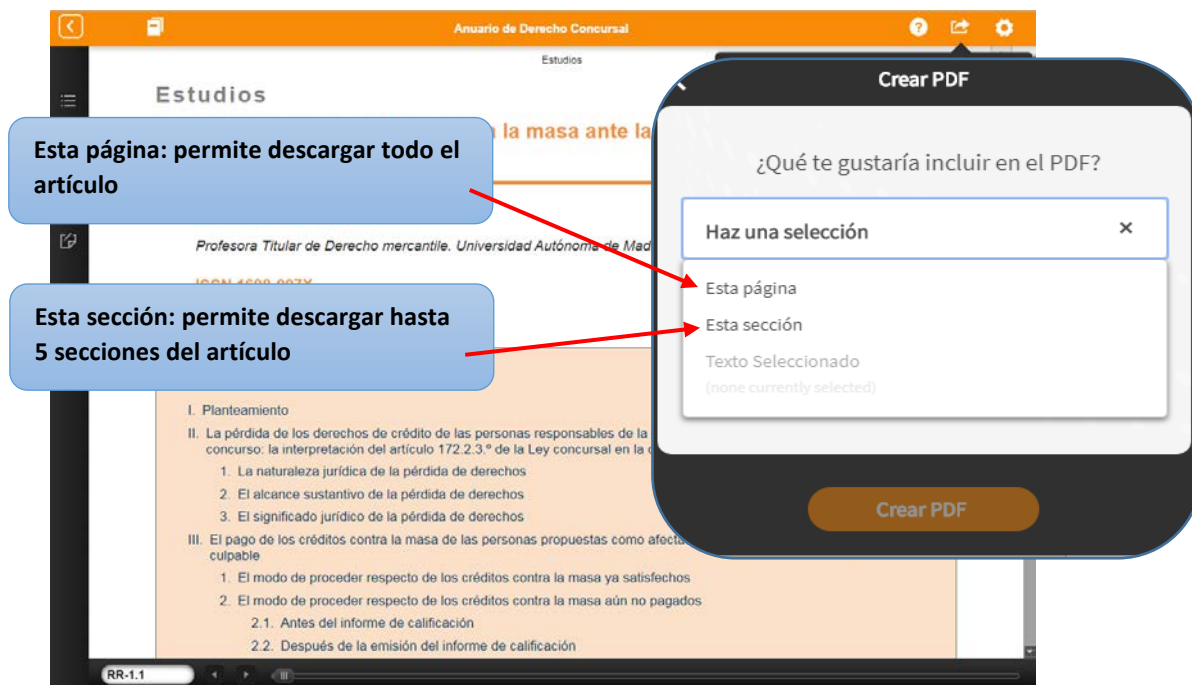 Anuario de Derecho Concursal
Estudios
Estudios
la masa ante la
Profesora Titular de Derecho mercantile. Universidad Autónoma de Mad
I. Planteamiento
II. La pérdida de los derechos de crédito de las personas responsables de la
concurso: la interpretación del artículo 172.2.3.º de la Ley concursal en la
1. La naturaleza jurídica de la pérdida de derechos
2. El alcance sustantivo de la pérdida de derechos
3. El significado jurídico de la pérdida de derechos
III. El pago de los créditos contra la masa de las personas propuestas como afect
culpable
1. El modo de proceder respecto de los créditos contra la masa ya satisfechos
2. El modo de proceder respecto de los créditos contra la masa aún no pagados
2.1. Antes del informe de calificación
2.2. Después de la emisión del informe de calificación
RR-1.1
Esta página: permite descargar todo el
artículo
Esta sección: permite descargar hasta
5 secciones del artículo
Crear PDF
¿Qué te gustaría incluir en el PDF?
Haz una selección ×
Esta página
Esta sección
Texto Seleccionado
(none currently selected)
Crear PDF